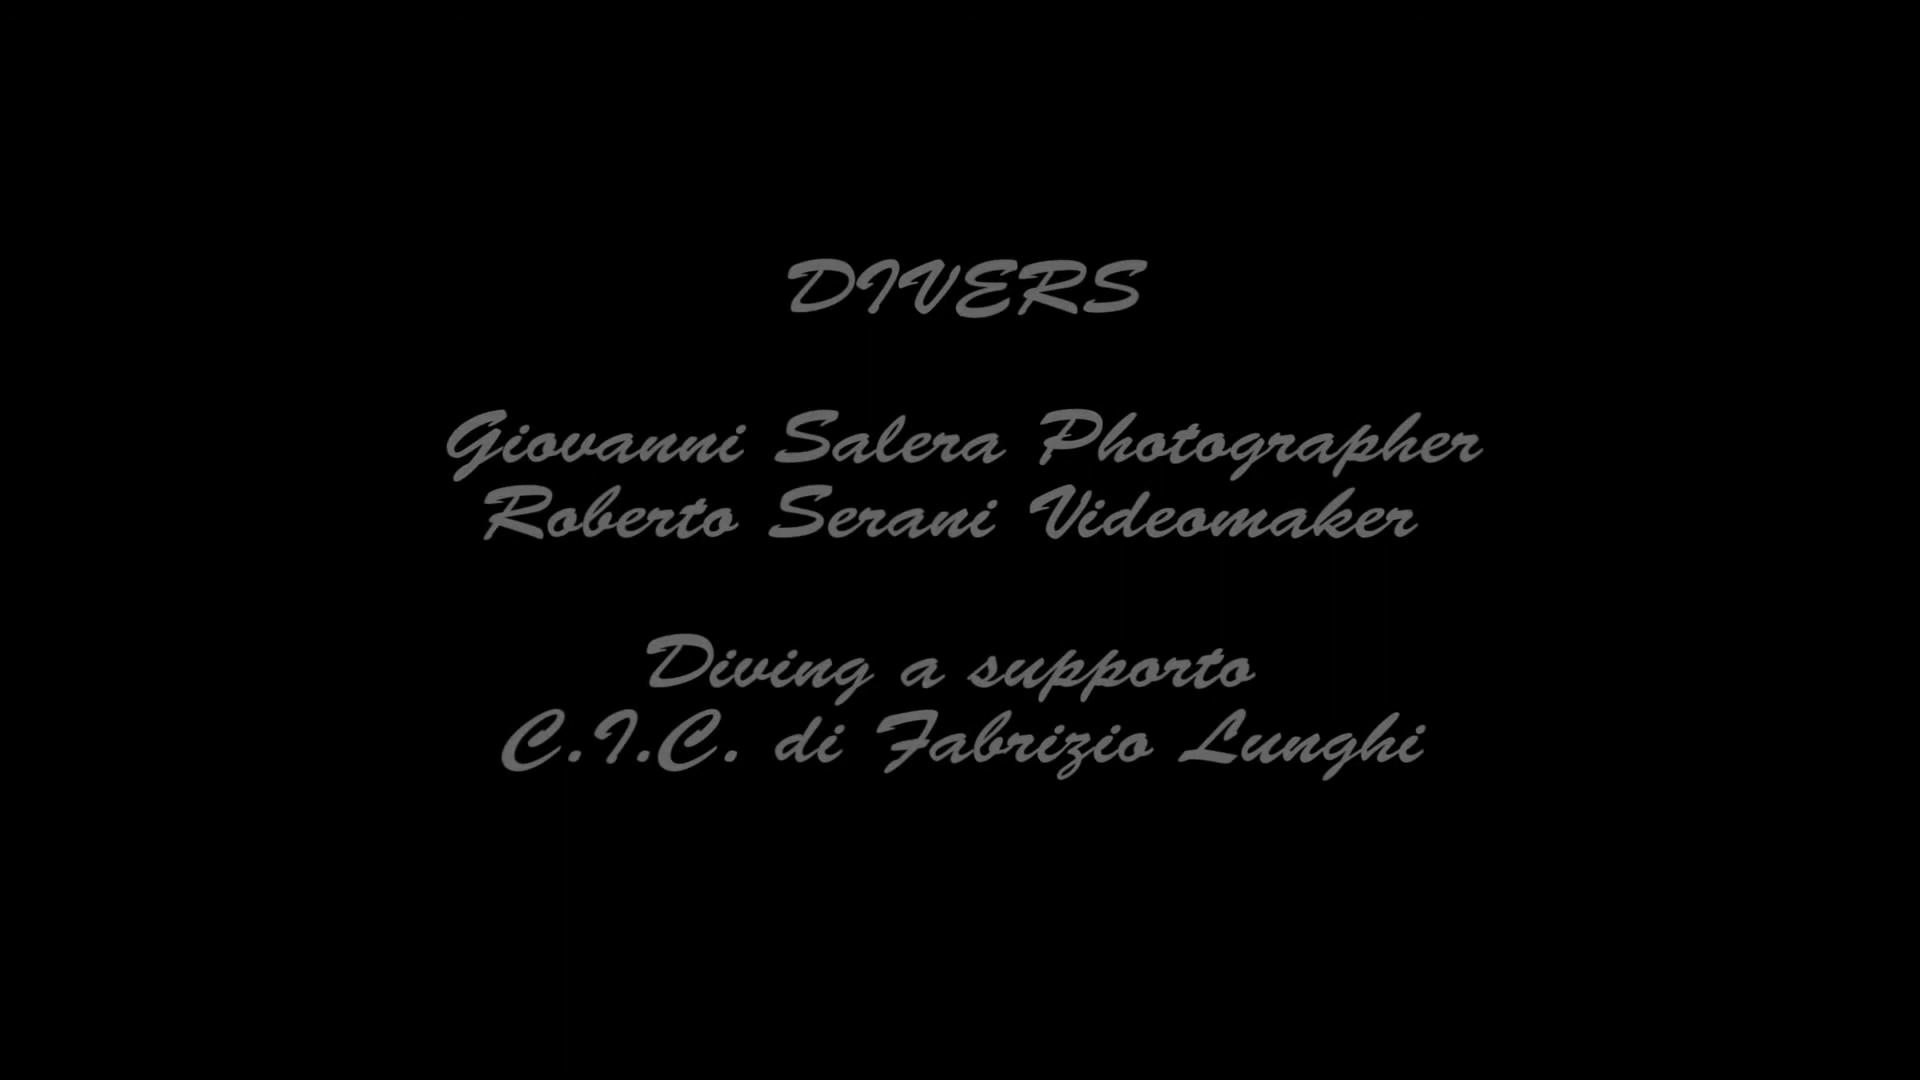 DIVERS
Giovanni Salera Photographer
Roberto Serani Videomaker
Diving a supporto
C.I.C. di Fabrizio Lunghi